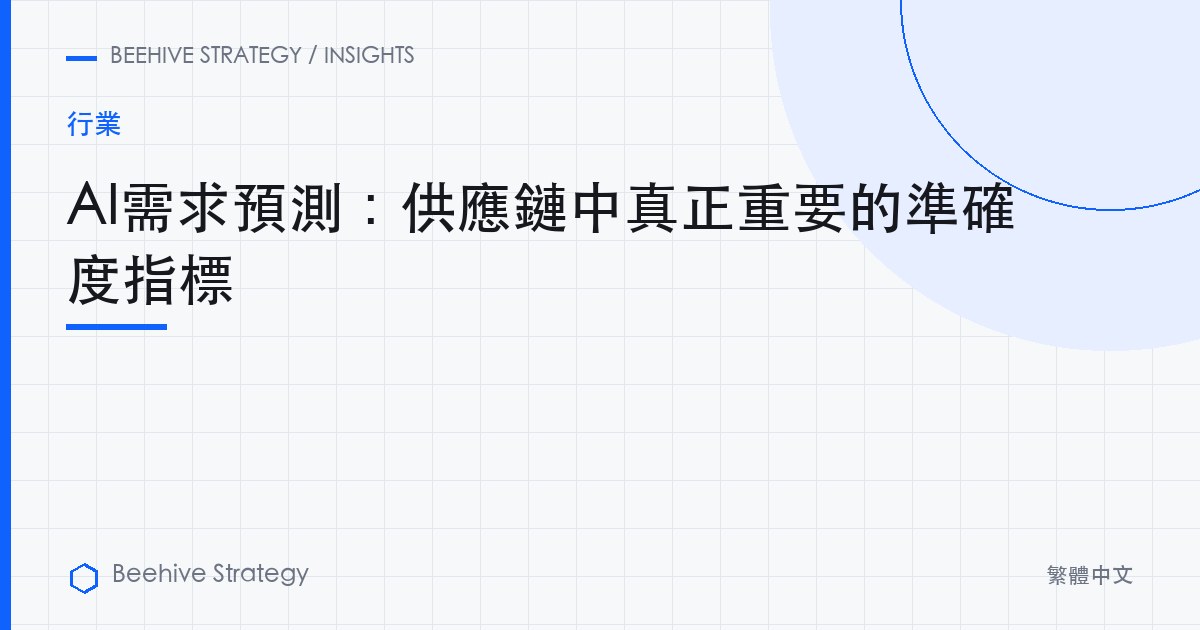 BEEHIVE STRATEGY / INSIGHTS
行業
AI需求預測：供應鏈中真正重要的準確
度指標
Beehive Strategy
繁體中文